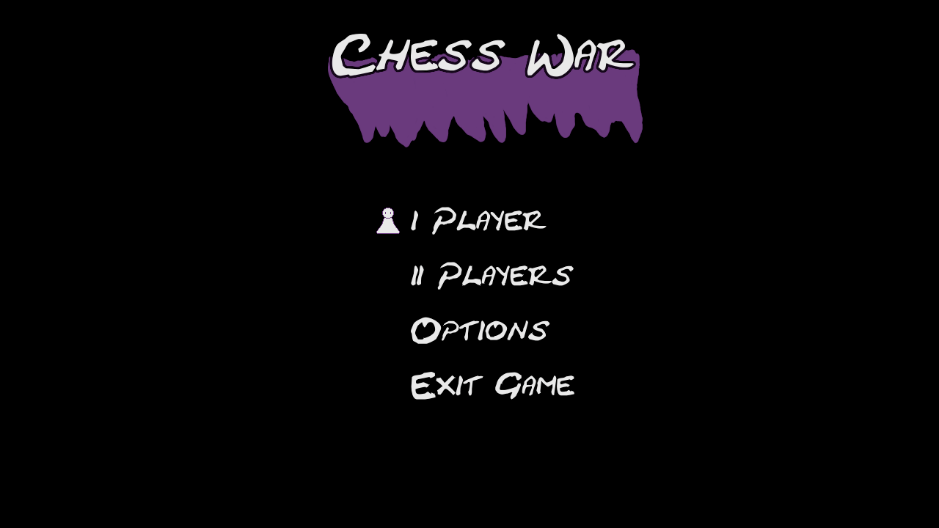 Chess War
I Player
II Players
Options
Exit Game